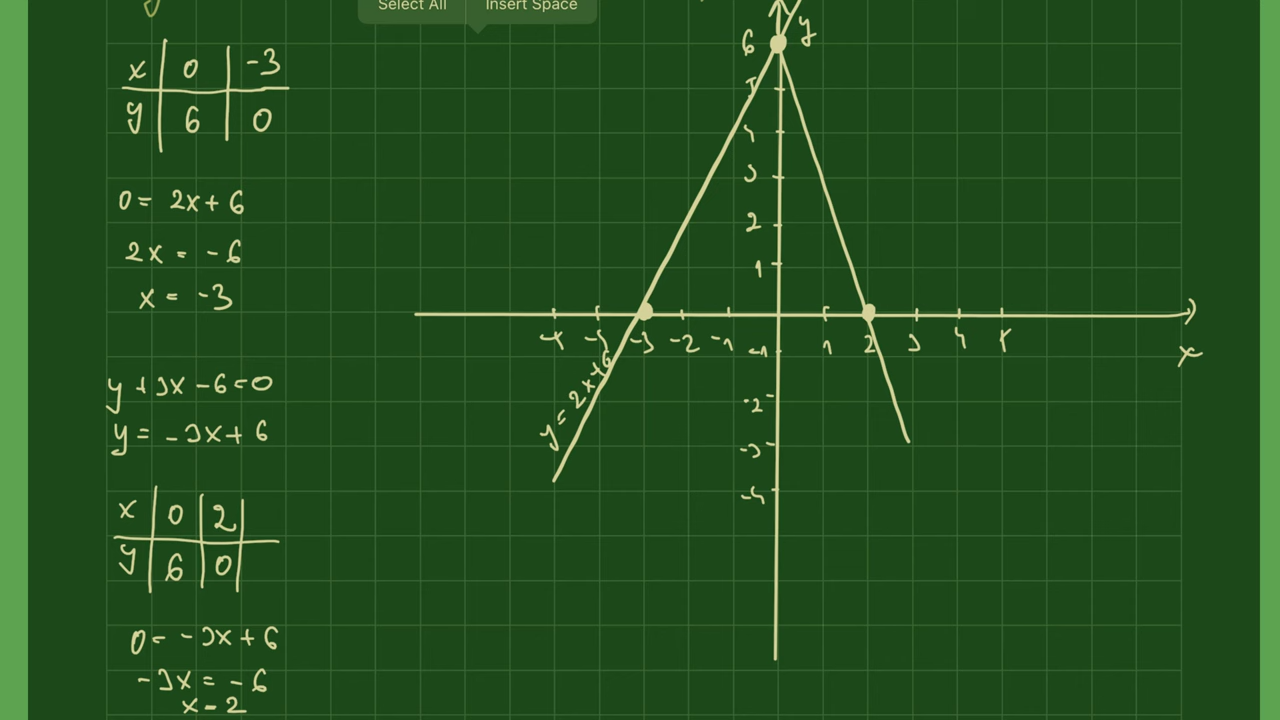 Select All Insert Space
x 0 -3
y 6 0
0 = 2x + 6
2x = -6
x = -3
y + 3x - 6 = 0
y = -3x + 6
x 0 2
y 6 0
0 = -3x + 6
-3x = -6
x = 2
y
6
5
4
3
2
1
-4 -3 -3 -2 -1 1 2 3 4 5
x
-1
-2
-3
-4
y = 2x + 6